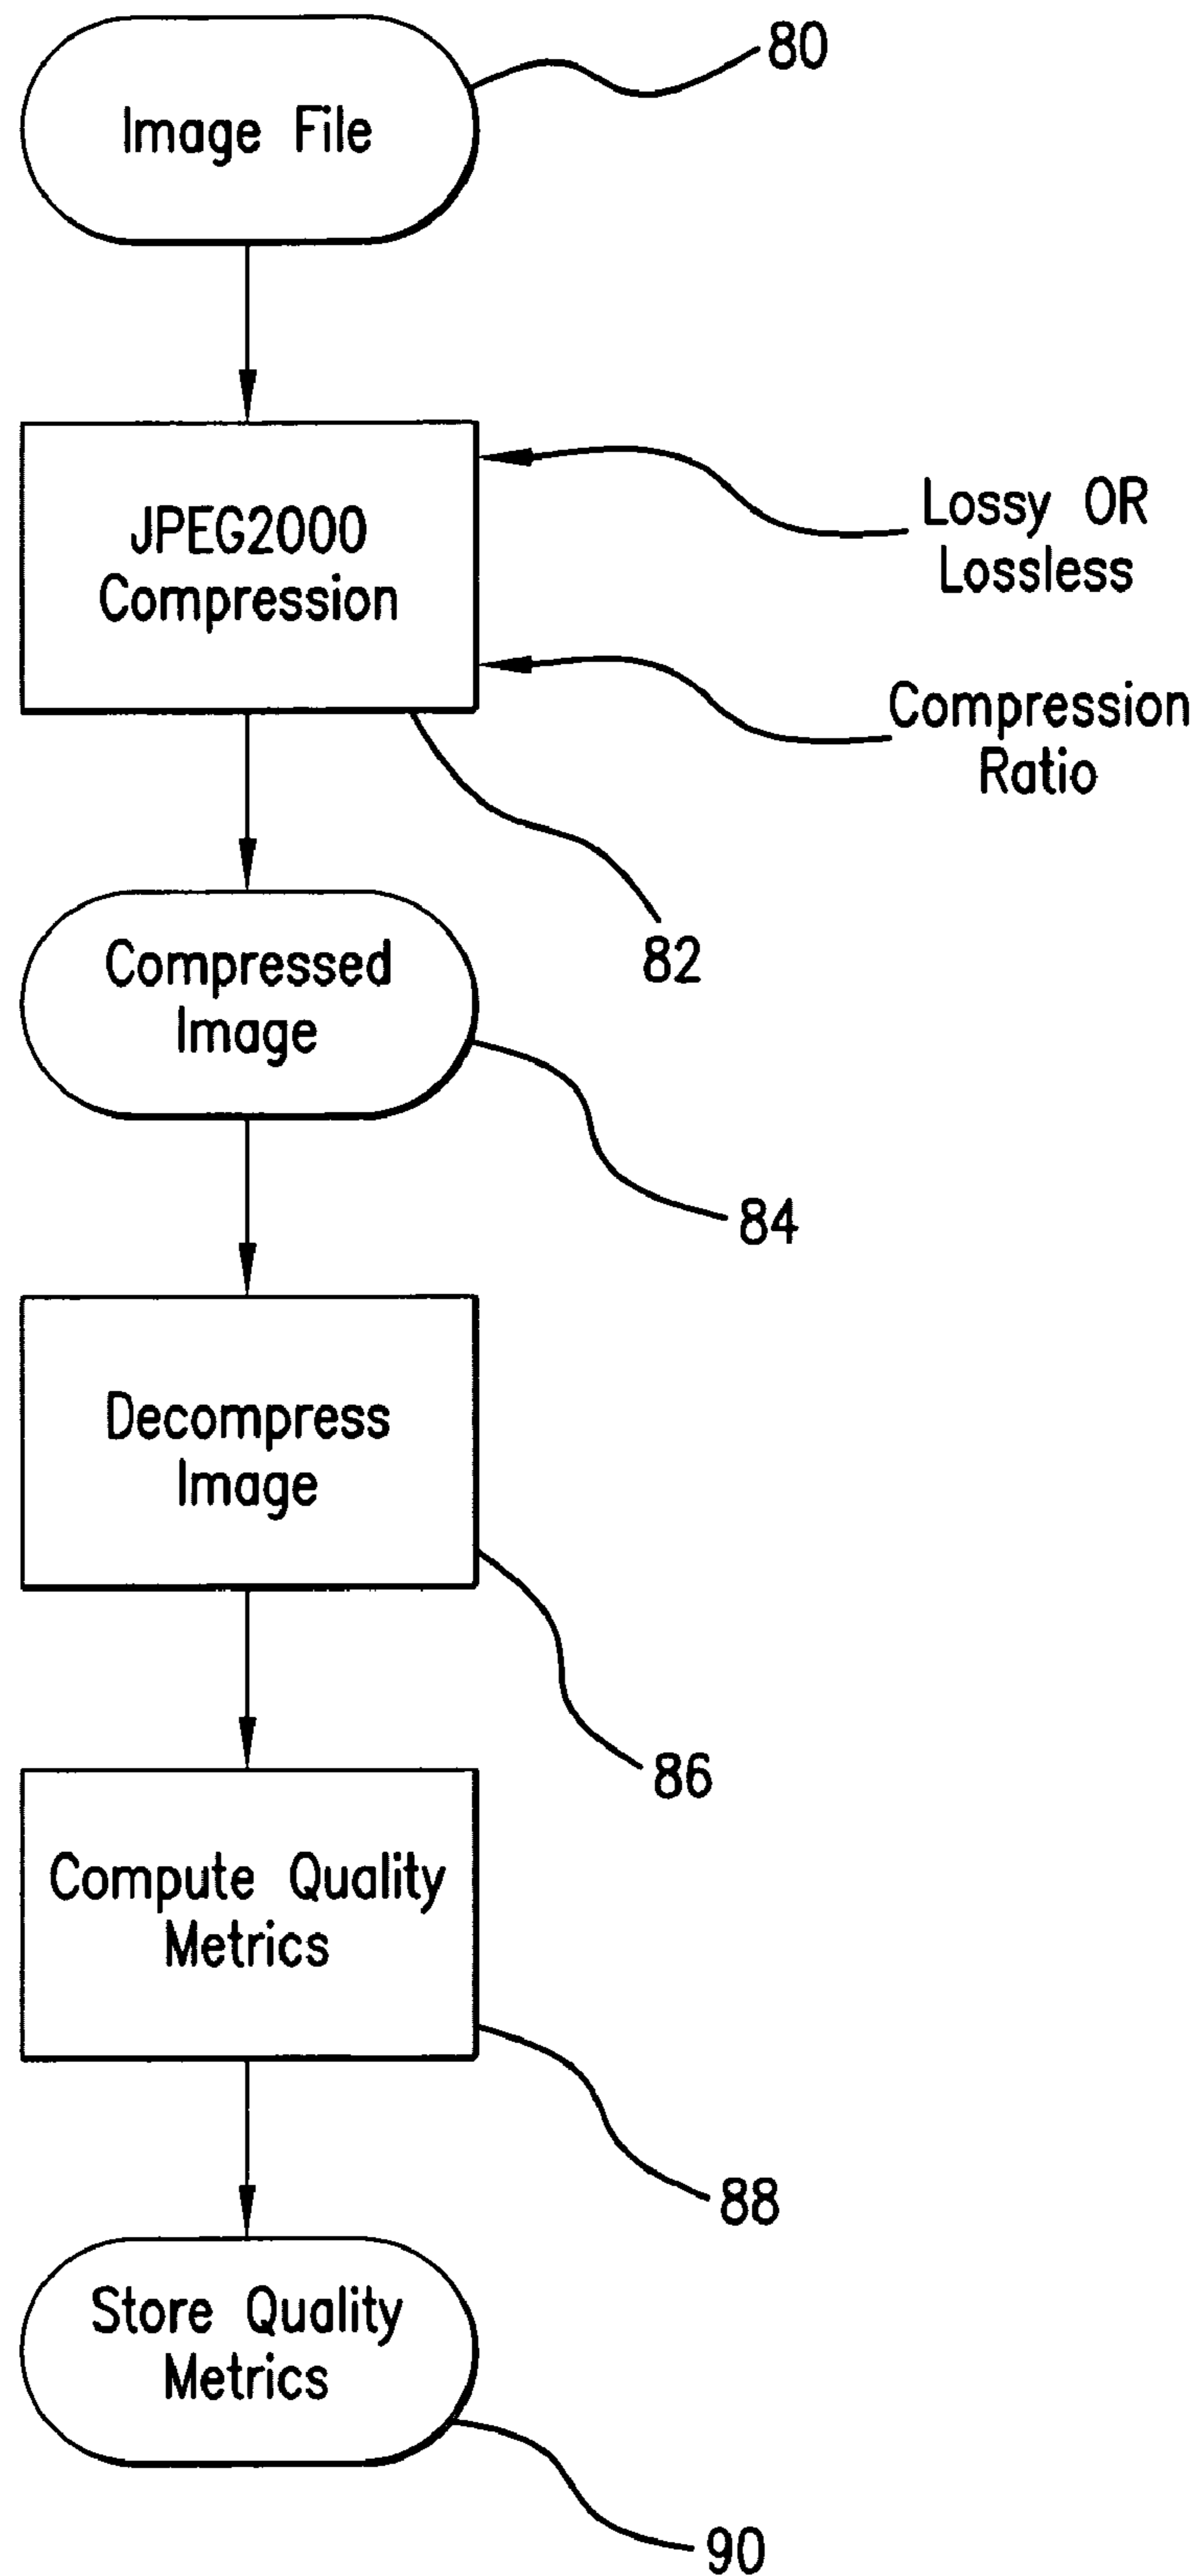 80
Image File
JPEG2000
Compression
Lossy OR
Lossless
Compression
Ratio
82
Compressed
Image
84
Decompress
Image
86
Compute Quality
Metrics
88
Store Quality
Metrics
90